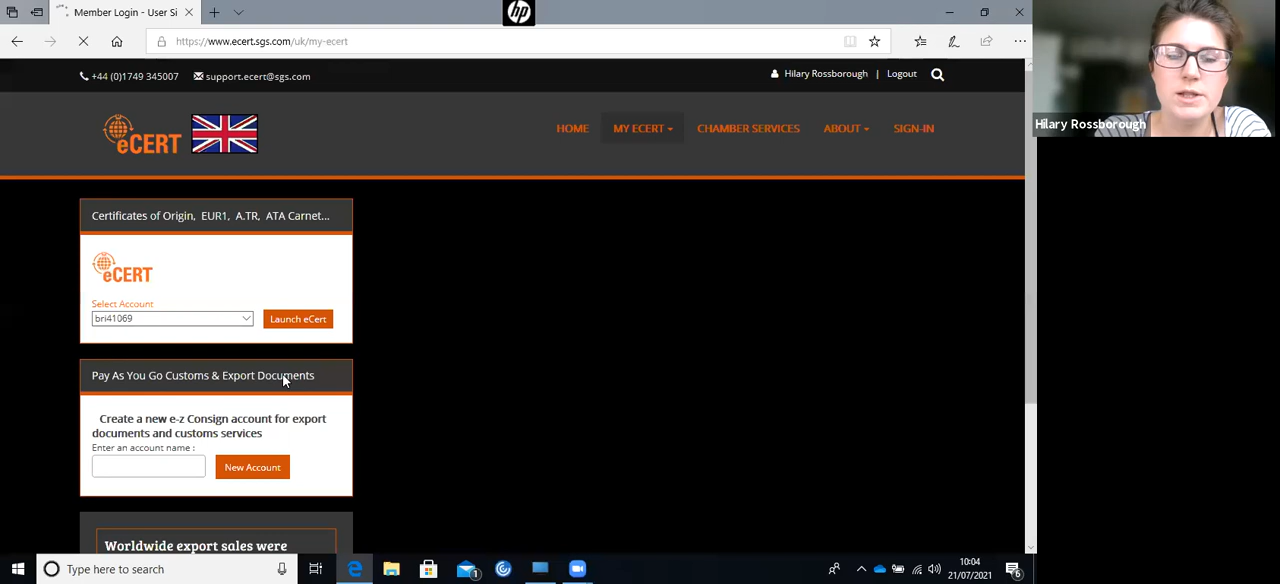 Member Login - User Si
https://www.ecert.sgs.com/uk/my-ecert
hp
+44 (0)1749 345007
support.ecert@sgs.com
Hilary Rossborough | Logout
eCERT
HOME
MY ECERT
CHAMBER SERVICES
ABOUT
SIGN-IN
Hilary Rossborough
Certificates of Origin, EUR1, A.TR, ATA Carnet...
eCERT
Select Account
bri41069
Launch eCert
Pay As You Go Customs & Export Documents
Create a new e-z Consign account for export
documents and customs services
Enter an account name :
New Account
Worldwide export sales were
Type here to search
1
10:04
21/07/2021
6